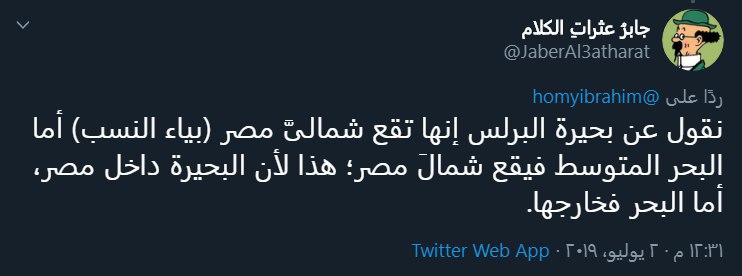 جابرُ عثراتِ الكلام
@JaberAl3atharat
ردًا على @homyibrahim
نقول عن بحيرة البرلس إنها تقع شمالىَّ مصر (بياء النسب) أما
البحر المتوسط فيقع شمالَ مصر؛ هذا لأن البحيرة داخل مصر،
أما البحر فخارجها.
١٢:٣١ م · ٢ يوليو، ٢٠١٩ · Twitter Web App